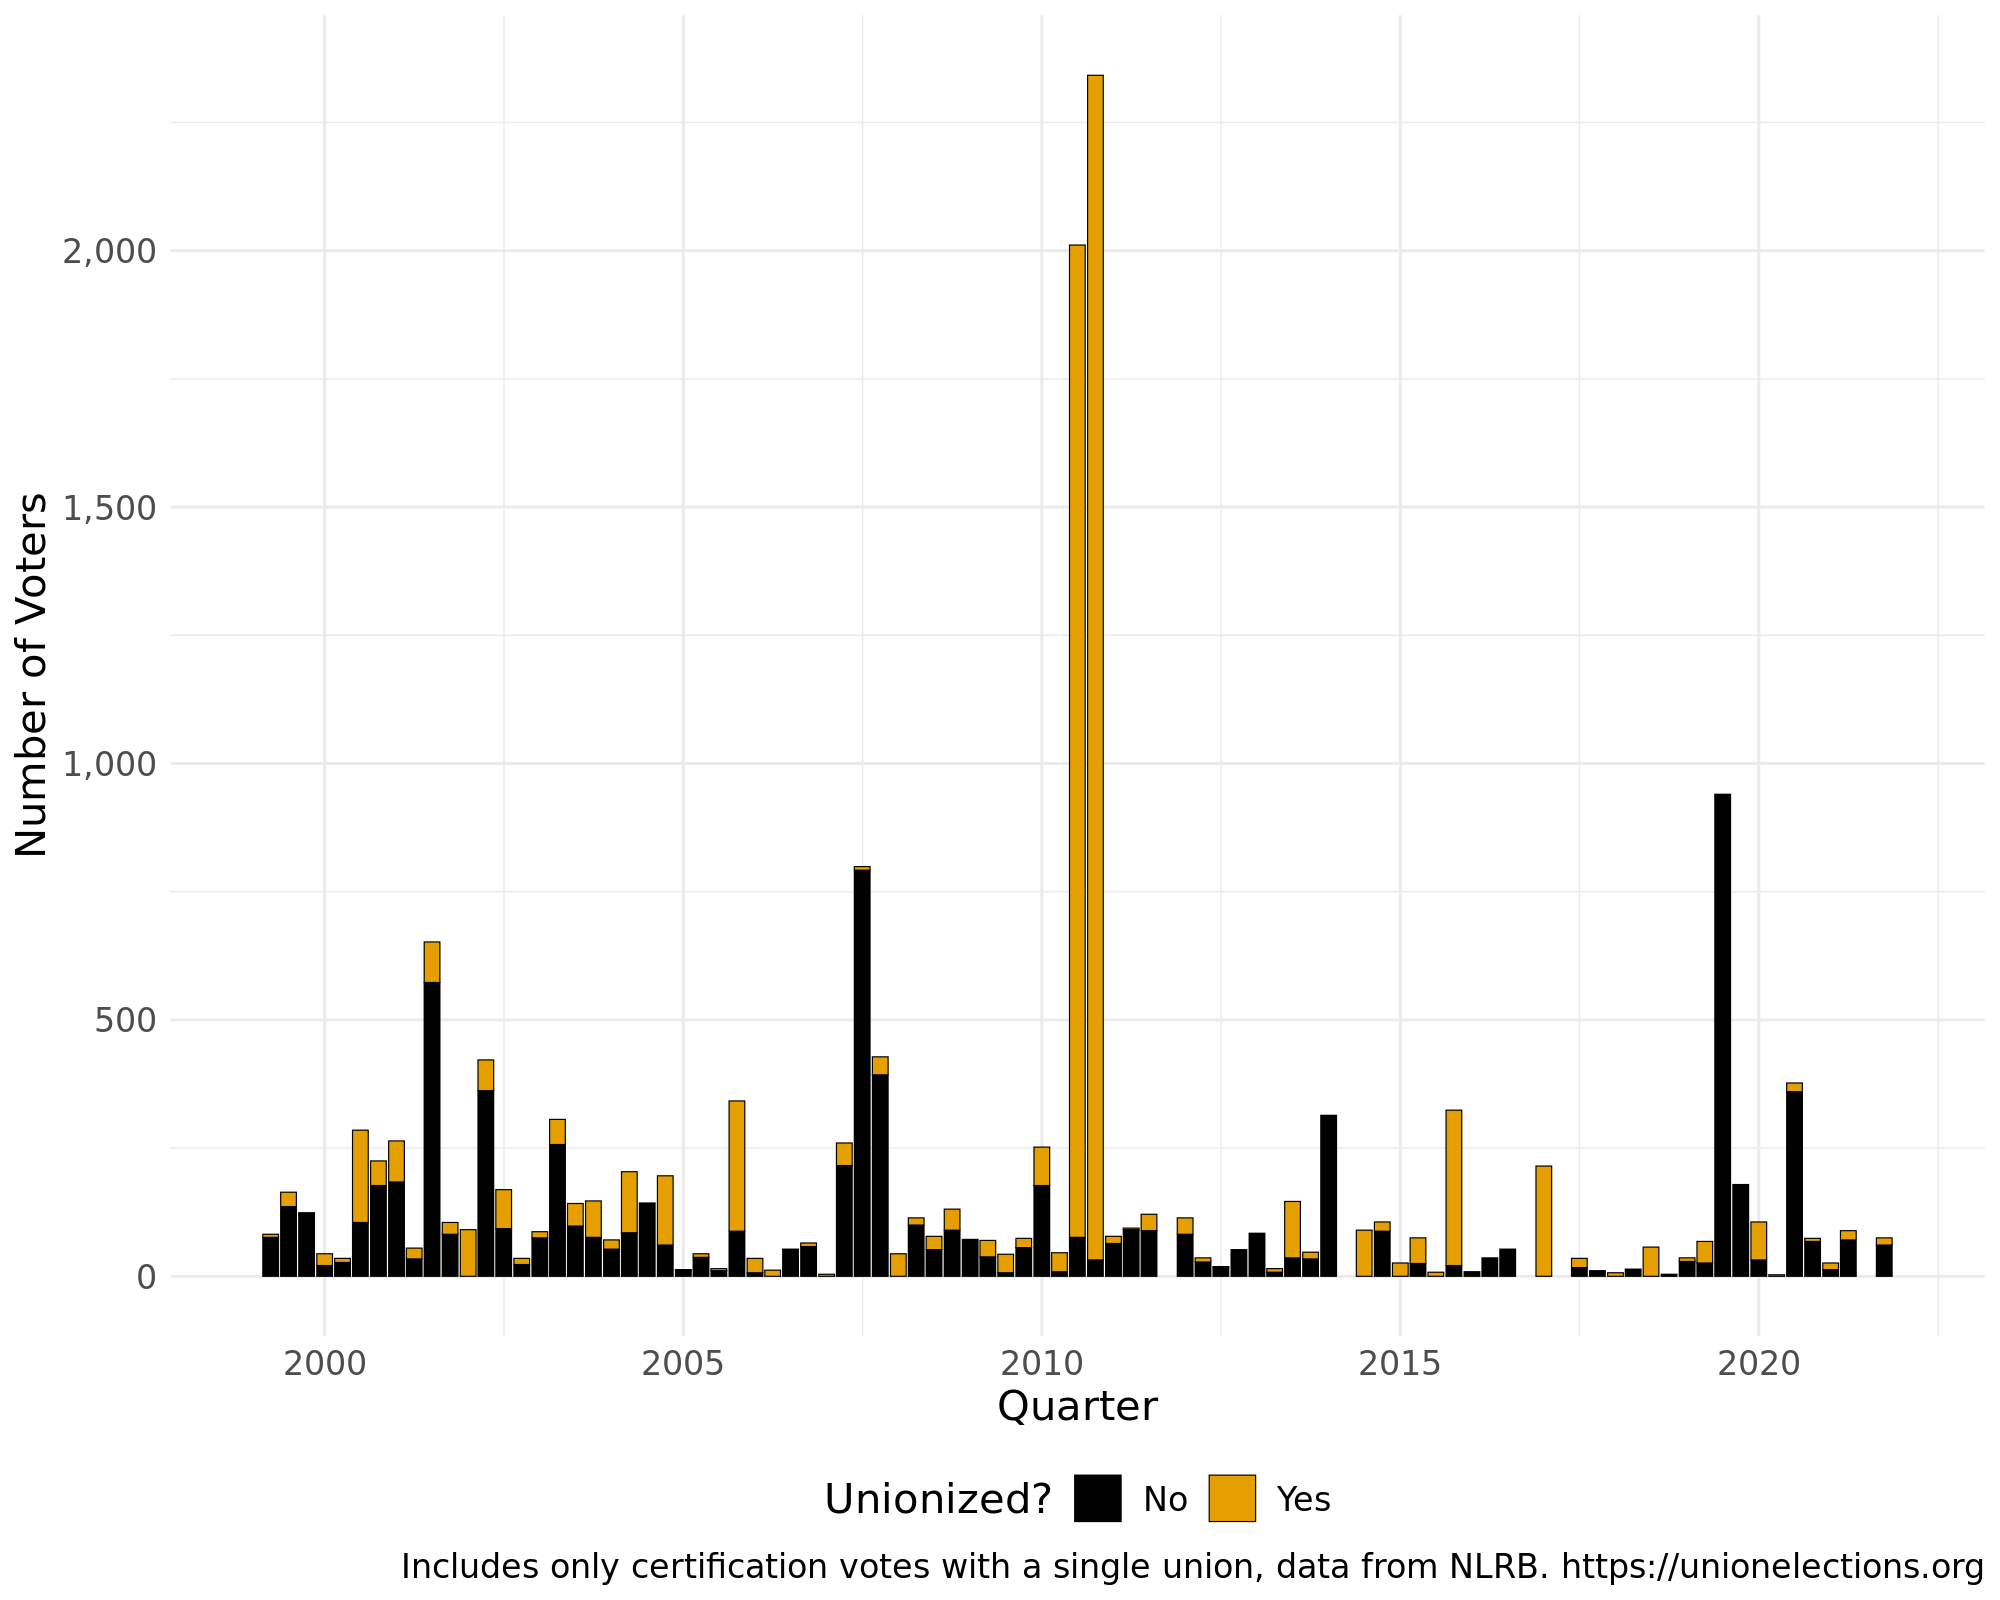 Number of Voters
2,000
1,500
1,000
500
0
2000 2005 2010 2015 2020
Quarter
Unionized? No Yes
Includes only certification votes with a single union, data from NLRB. https://unionelections.org